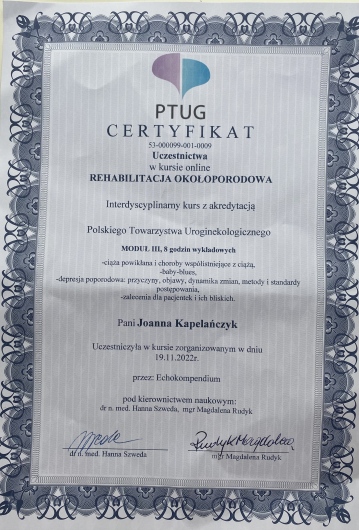 PTUG
CERTYFIKAT
53-000099-001-0009
Uczestnictwa
w kursie online
REHABILITACJA OKOŁOPORODOWA
Interdyscyplinarny kurs z akredytacją
Polskiego Towarzystwa Uroginekologicznego
MODUŁ III, 8 godzin wykładowych
-ciąża powikłana i choroby współistniejące z ciążą,
-baby-blues,
-depresja poporodowa: przyczyny, objawy, dynamika zmian, metody i standardy
postępowania,
-zalecenia dla pacjentek i ich bliskich.
Pani Joanna Kapelańczyk
Uczestniczyła w kursie zorganizowanym w dniu
19.11.2022r.
przez: Echokompendium
pod kierownictwem naukowym:
dr n. med. Hanna Szweda, mgr Magdalena Rudyk
Rudyk Magdalena
dr n. med. Hanna Szweda
mgr Magdalena Rudyk